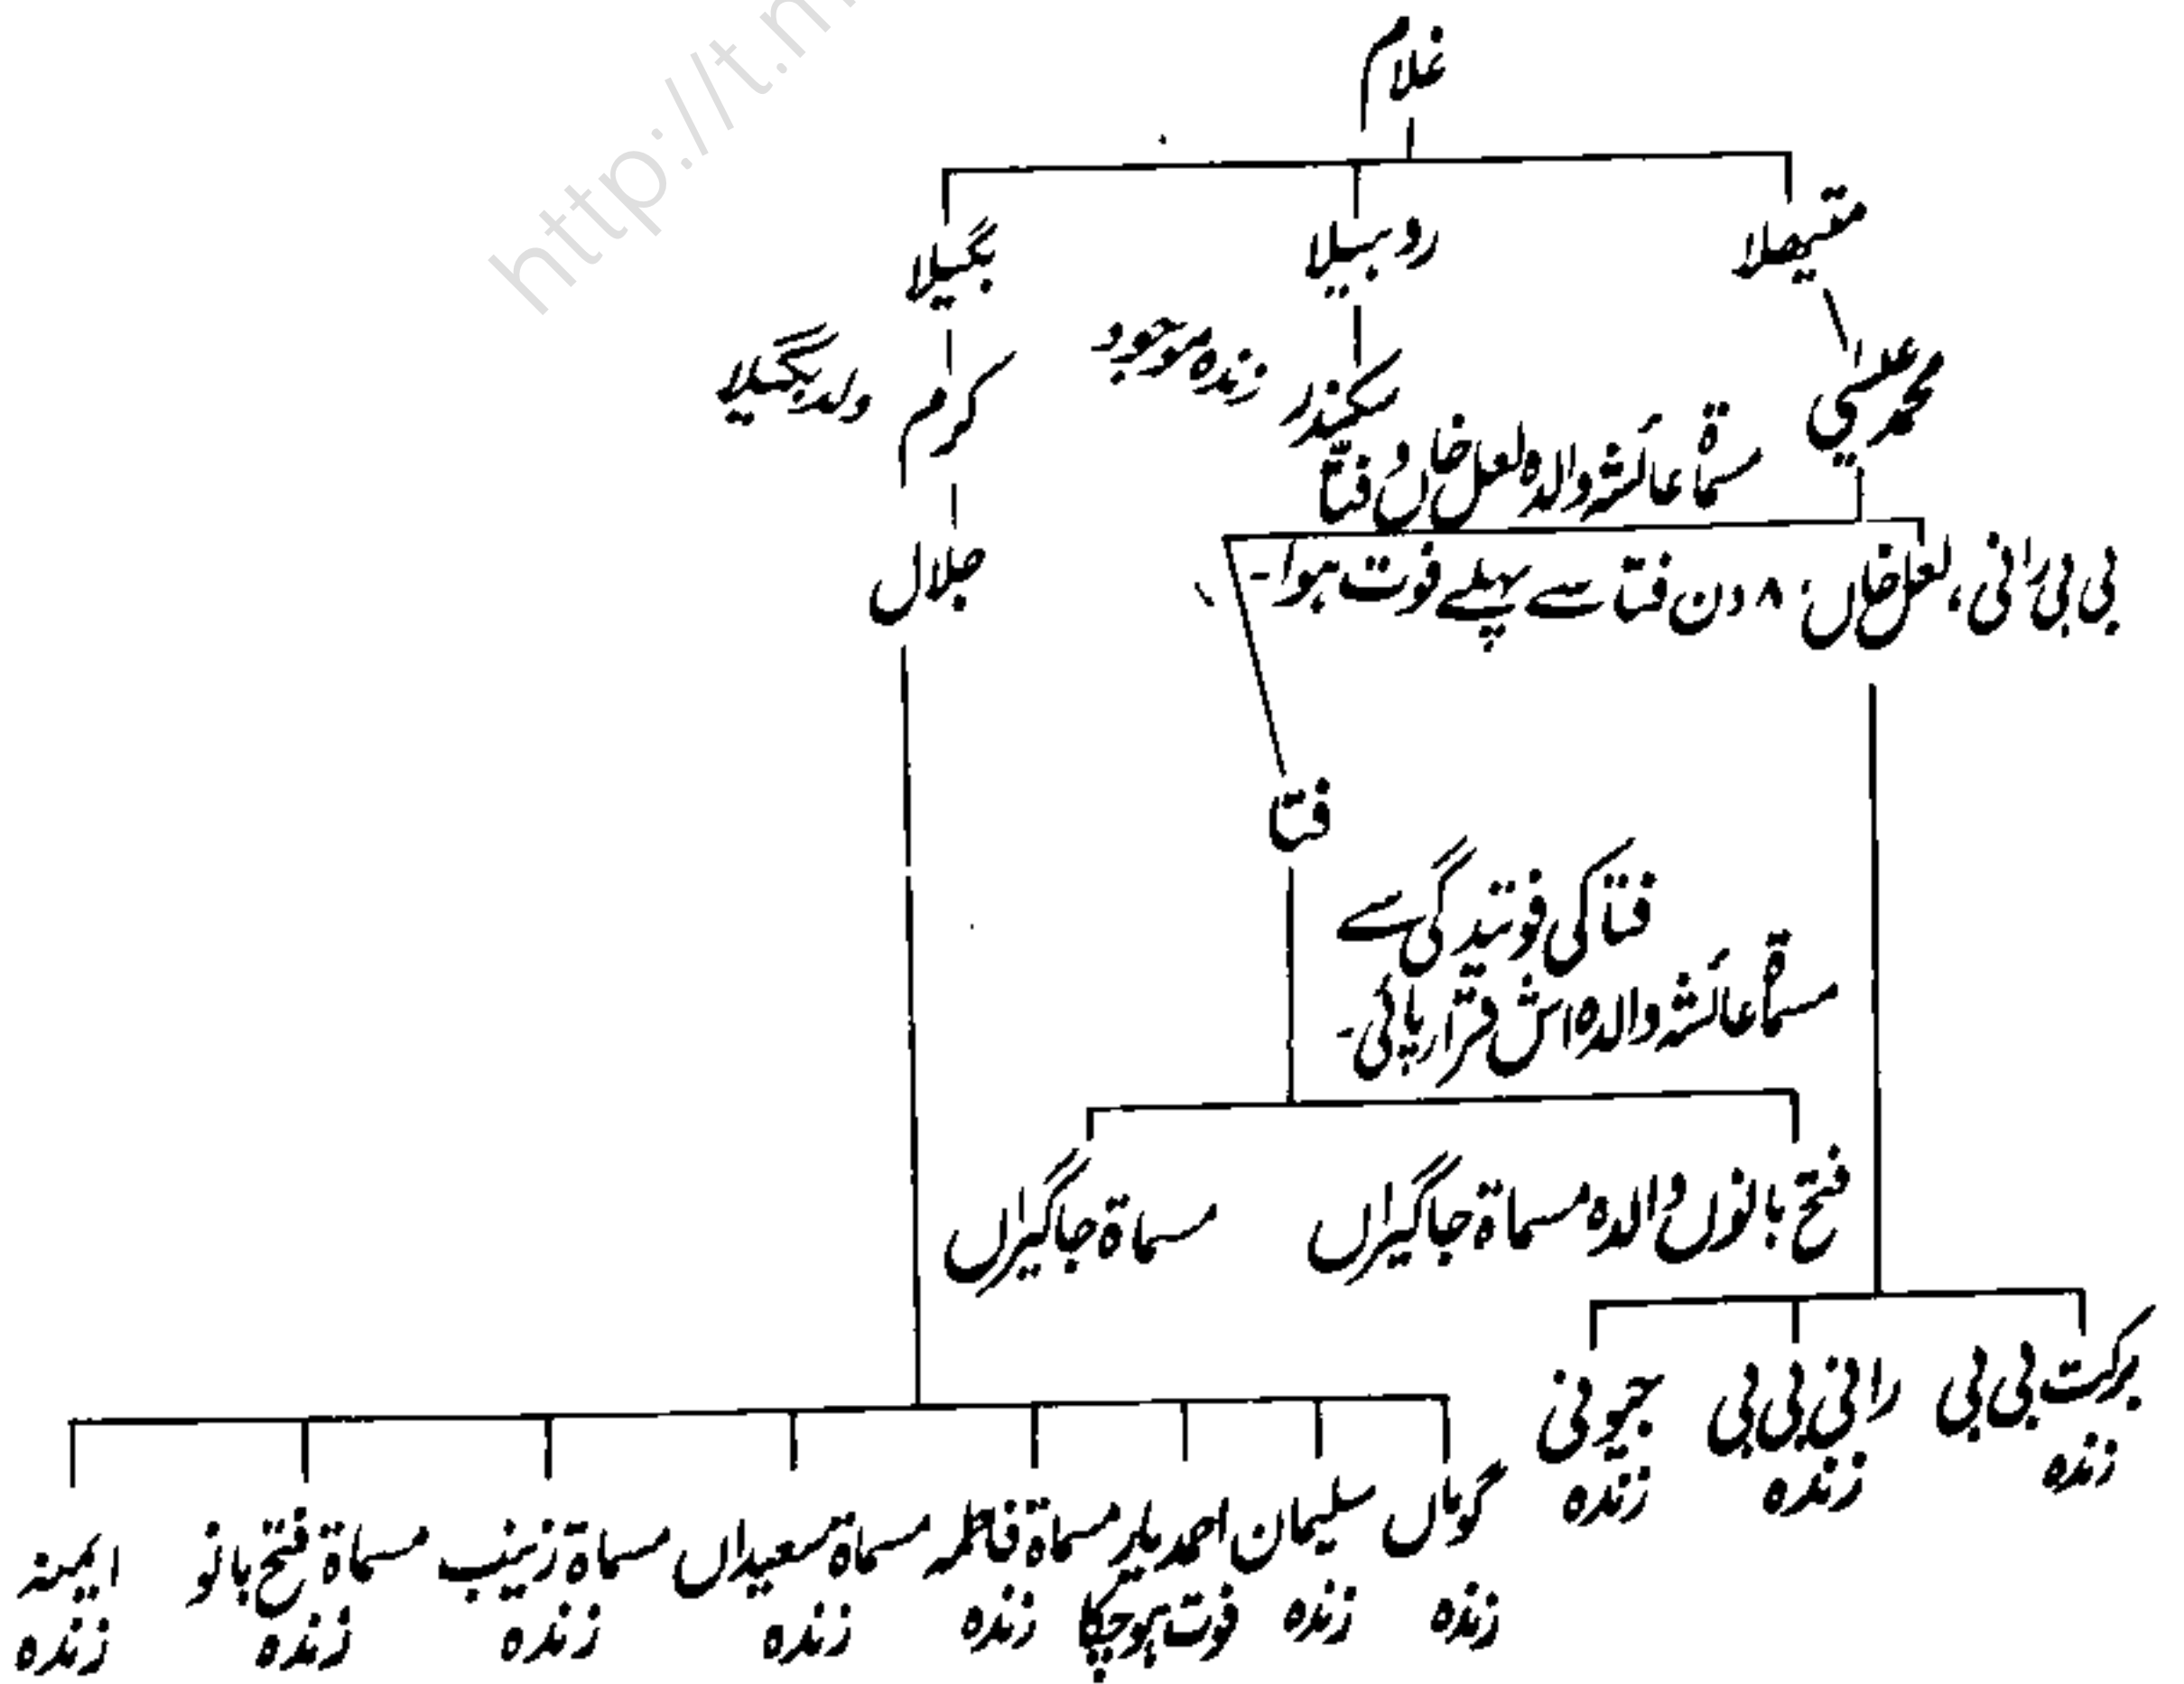 http://t.m
غلام
متیھلا
رو بیلا
بگیلا
محمد عیسیٰ
سکندر
زندہ موجود
کرم
ولد بگیلا
مسماۃ عائشہ والدہ لعل خاں و فتا
بی بی رانی، لعل خاں: ۸ دن فتا سے پہلے فوت ہوا۔
جلال
فتا
فتا کی فوتیدگی سے
مسماۃ عائشہ والدہ اش قرار پائی۔
فتح بانوں والدہ مسماۃ جاگیراں
مسماۃ جاگیراں
برکت بی بی
رانی بی بی
جیونی
زندہ
زندہ
زندہ
گوماں
سلیمان
احمد یار
مسماۃ فاطمہ
مسماۃ سعیداں
مسماۃ زینب
مسماۃ فتح بانو
ایمنہ
زندہ
زندہ
فوت ہوچکا
زندہ
زندہ
زندہ
زندہ
زندہ